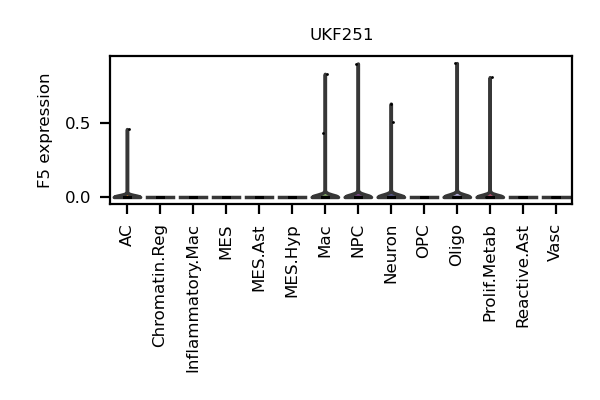 UKF251
F5 expression
0.5
0.0
AC
Chromatin.Reg
Inflammatory.Mac
MES
MES.Ast
MES.Hyp
Mac
NPC
Neuron
OPC
Oligo
Prolif.Metab
Reactive.Ast
Vasc